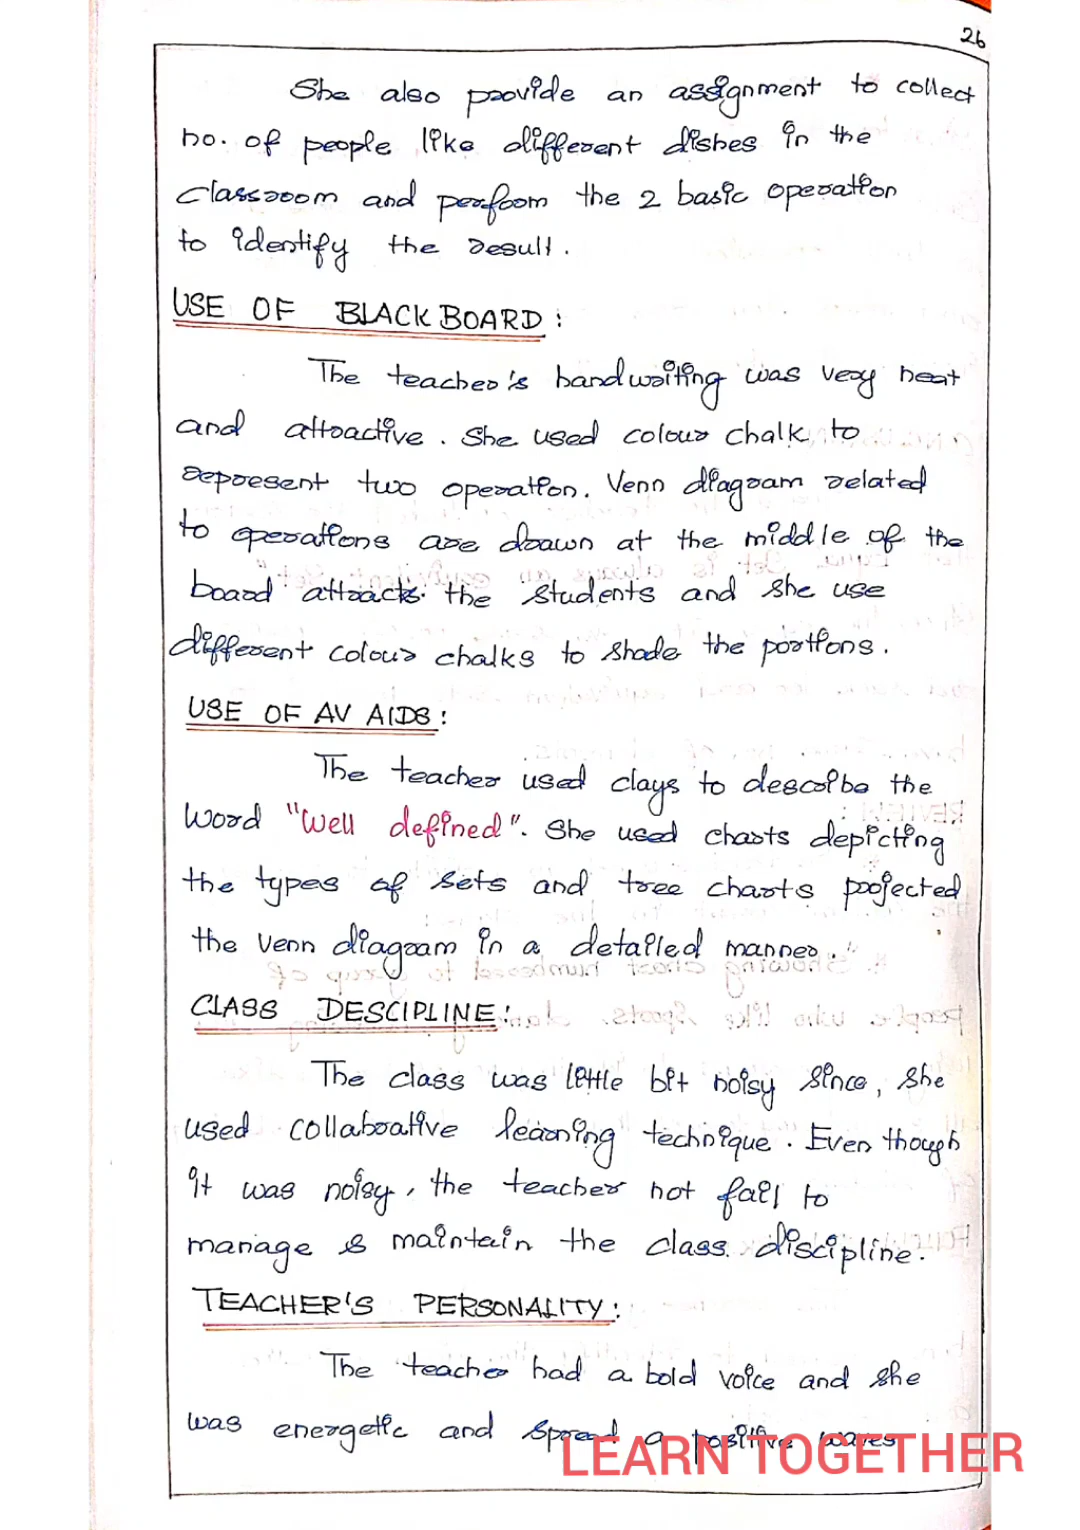 26
She also provide an assignment to collect
no. of people like different dishes in the
classroom and perform the 2 basic operation
to identify the result.
USE OF BLACK BOARD :
The teacher's handwriting was very neat
and attractive. She used colour chalk to
represent two operation. Venn diagram related
to operations are drawn at the middle of the
board attracts the students and she use
different colour chalks to shade the portions.
USE OF AV AIDS :
The teacher used clays to describe the
word "Well defined". She used charts depicting
the types of sets and tree charts projected
the Venn diagram in a detailed manner.
CLASS DESCIPLINE :
The class was little bit noisy since, she
used collaborative learning technique. Even though
it was noisy, the teacher not fail to
manage & maintain the class discipline.
TEACHER'S PERSONALITY :
The teacher had a bold voice and she
was energetic and spread a positive waves
LEARN TOGETHER